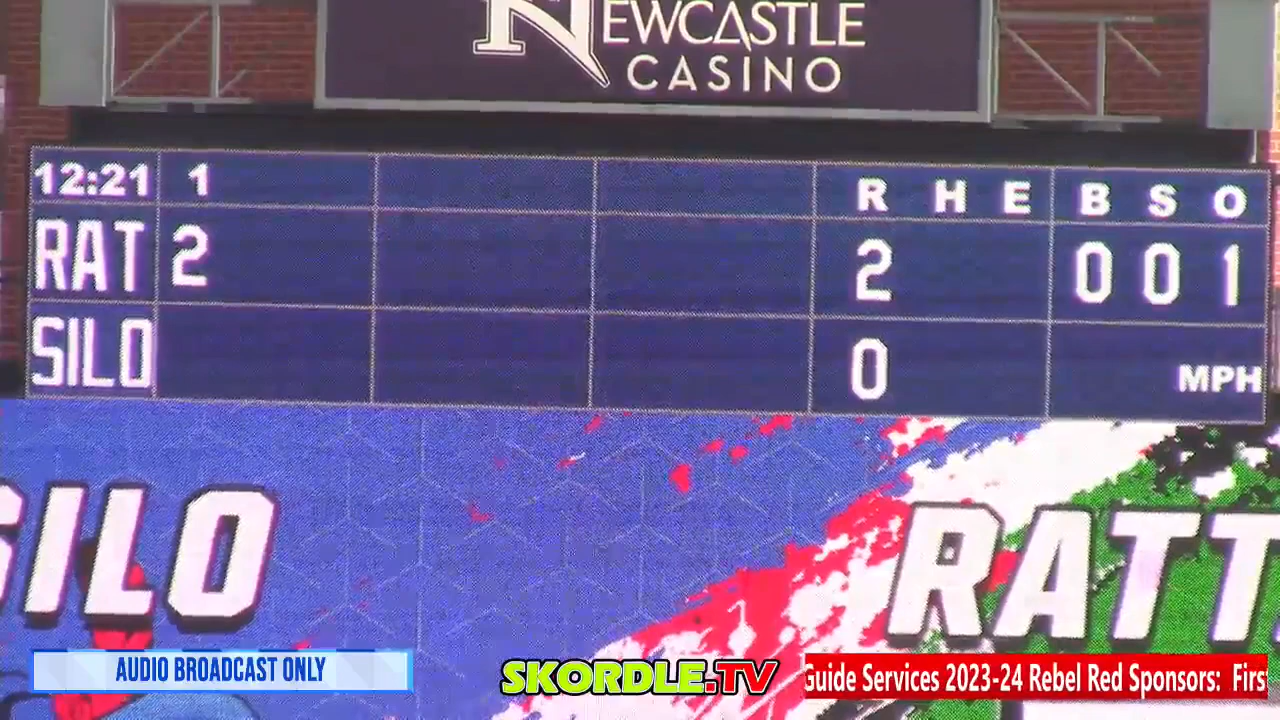 NEWCASTLE
CASINO
12:21 1 R H E B S O
RAT 2 2 0 0 1
SILO 0 MPH
SILO
RATT
AUDIO BROADCAST ONLY
SKORDLE.TV
Guide Services 2023-24 Rebel Red Sponsors: Firs